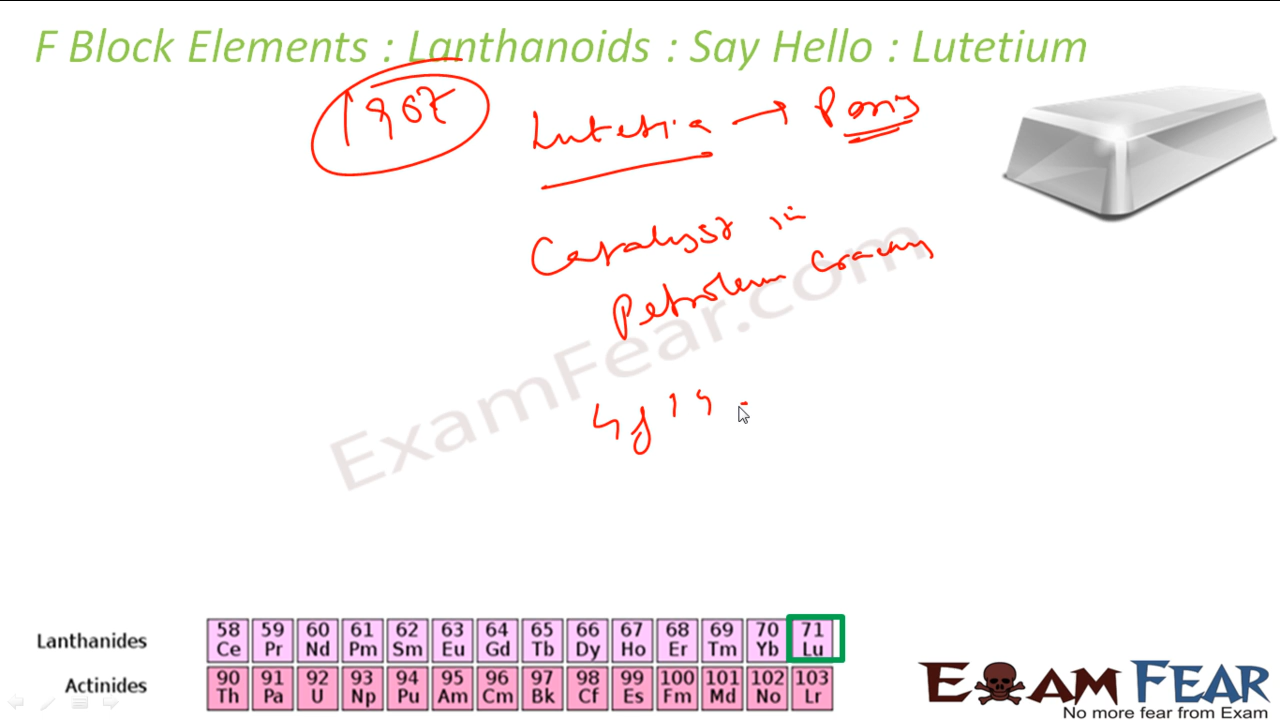 F Block Elements : Lanthanoids : Say Hello : Lutetium
1907
Lutetia → Paris
Catalyst in
Petroleum Cracking
4f14
ExamFear.com
Lanthanides 58 Ce 59 Pr 60 Nd 61 Pm 62 Sm 63 Eu 64 Gd 65 Tb 66 Dy 67 Ho 68 Er 69 Tm 70 Yb 71 Lu
Actinides 90 Th 91 Pa 92 U 93 Np 94 Pu 95 Am 96 Cm 97 Bk 98 Cf 99 Es 100 Fm 101 Md 102 No 103 Lr
EXAM FEAR
No more fear from Exam